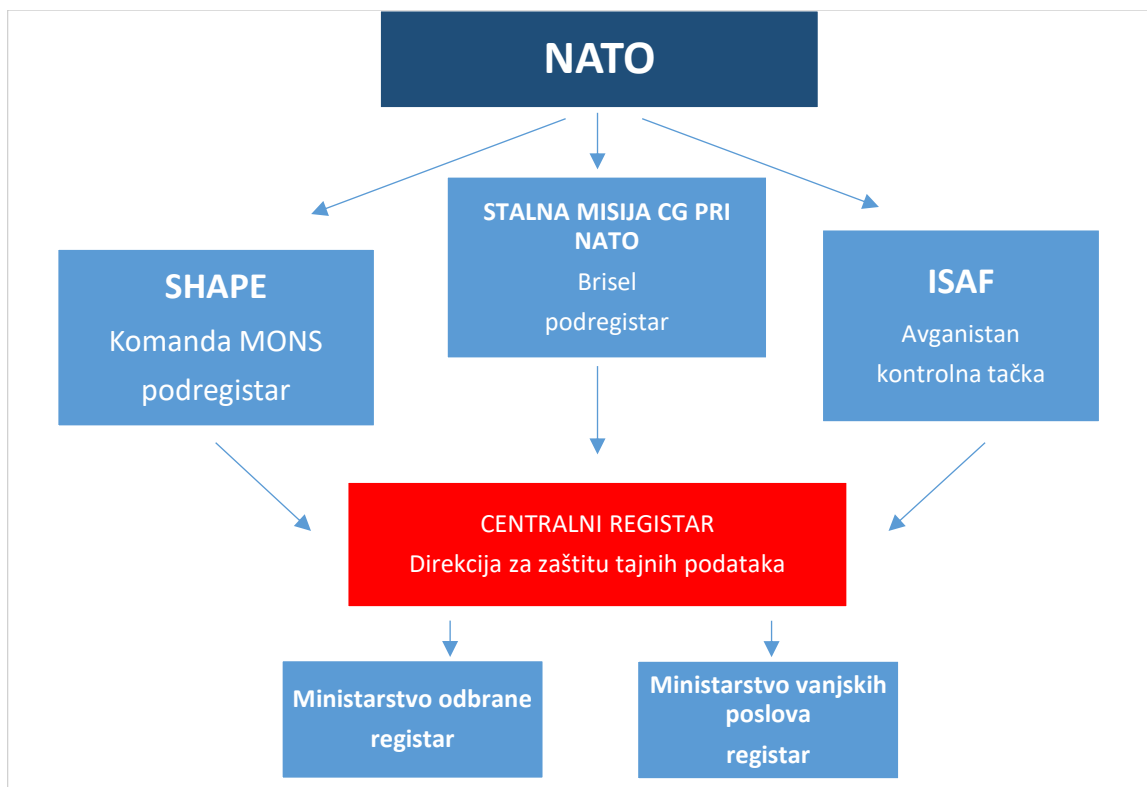 NATO
SHAPE
Komanda MONS
podregistar
STALNA MISIJA CG PRI
NATO
Brisel
podregistar
ISAF
Avganistan
kontrolna tačka
CENTRALNI REGISTAR
Direkcija za zaštitu tajnih podataka
Ministarstvo odbrane
registar
Ministarstvo vanjskih
poslova
registar